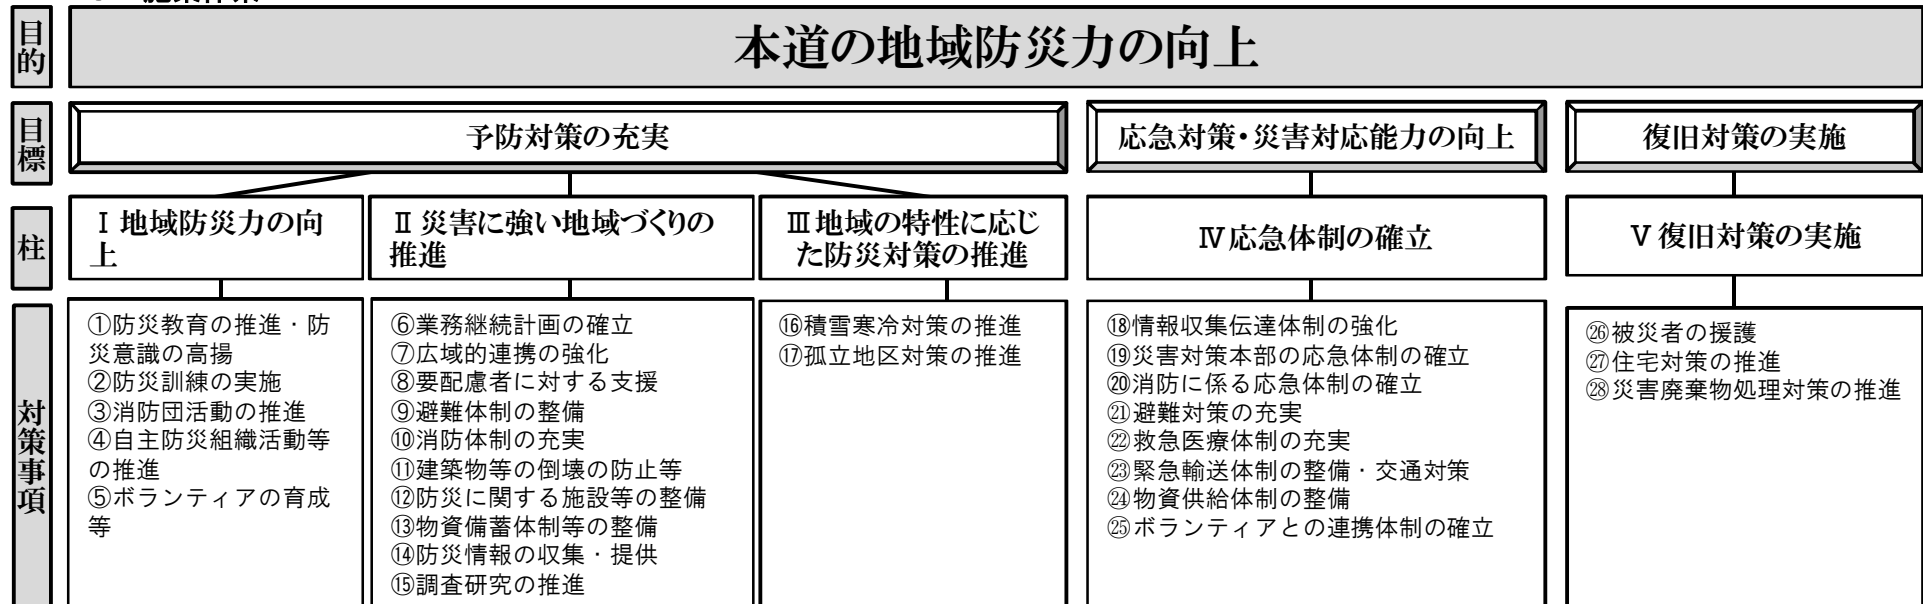 目的
本道の地域防災力の向上
目標
予防対策の充実
応急対策・災害対応能力の向上
復旧対策の実施
柱
Ⅰ 地域防災力の向
上
Ⅱ 災害に強い地域づくりの
推進
Ⅲ 地域の特性に応じ
た防災対策の推進
Ⅳ 応急体制の確立
Ⅴ 復旧対策の実施
対策事項
①防災教育の推進・防
災意識の高揚
②防災訓練の実施
③消防団活動の推進
④自主防災組織活動等
の推進
⑤ボランティアの育成
等
⑥業務継続計画の確立
⑦広域的連携の強化
⑧要配慮者に対する支援
⑨避難体制の整備
⑩消防体制の充実
⑪建築物等の倒壊の防止等
⑫防災に関する施設等の整備
⑬物資備蓄体制等の整備
⑭防災情報の収集・提供
⑮調査研究の推進
⑯積雪寒冷対策の推進
⑰孤立地区対策の推進
⑱情報収集伝達体制の強化
⑲災害対策本部の応急体制の確立
⑳消防に係る応急体制の確立
㉑避難対策の充実
㉒救急医療体制の充実
㉓緊急輸送体制の整備・交通対策
㉔物資供給体制の整備
㉕ボランティアとの連携体制の確立
㉖被災者の援護
㉗住宅対策の推進
㉘災害廃棄物処理対策の推進